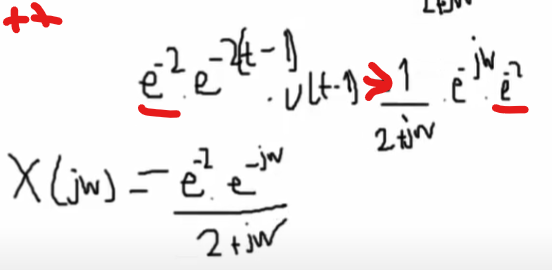 e^-2 . e^-2(t-1) . u(t-1) → 1/(2+jw) . e^-jw . e^-2
X(jw) = e^-2 . e^-jw / (2+jw)